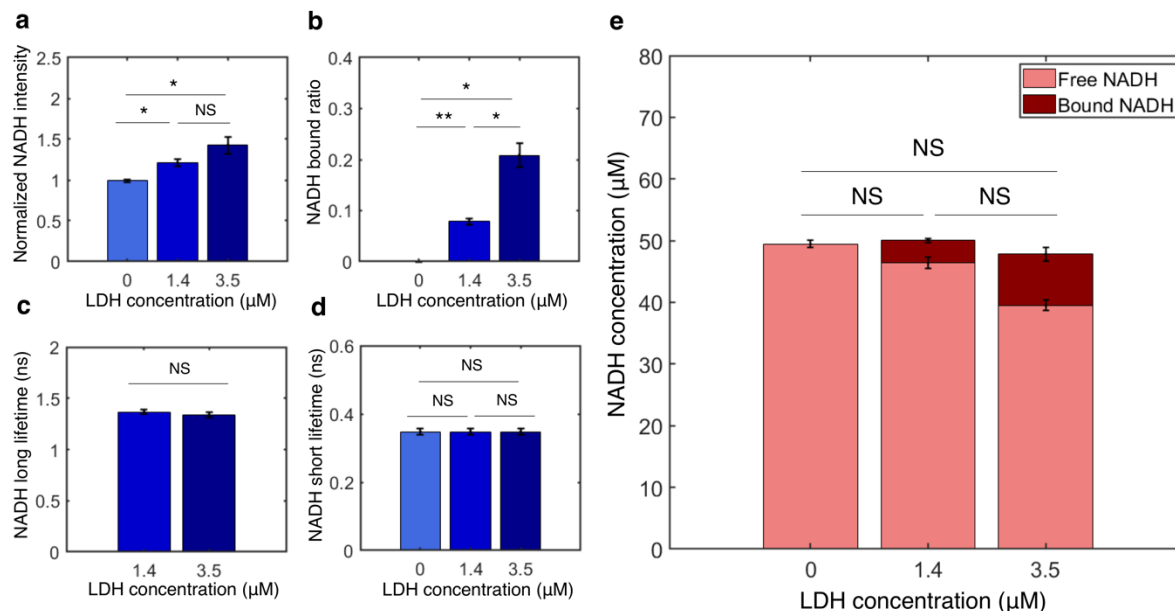 a
Normalized NADH intensity
2.5
2
1.5
1
0.5
0
*
*
NS
0 1.4 3.5
LDH concentration (µM)
b
NADH bound ratio
0.4
0.3
0.2
0.1
0
*
**
*
0 1.4 3.5
LDH concentration (µM)
c
NADH long lifetime (ns)
2
1.5
1
0.5
0
NS
1.4 3.5
LDH concentration (µM)
d
NADH short lifetime (ns)
0.6
0.4
0.2
0
NS
NS
NS
0 1.4 3.5
LDH concentration (µM)
e
NADH concentration (µM)
80
70
60
50
40
30
20
10
0
Free NADH
Bound NADH
NS
NS
NS
0 1.4 3.5
LDH concentration (µM)